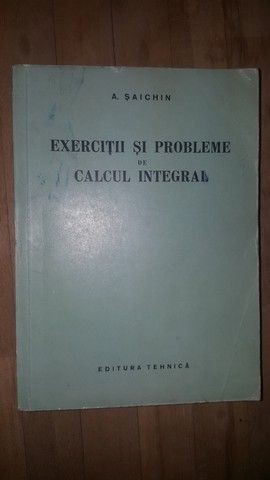 A. ŞAICHIN
EXERCIŢII ŞI PROBLEME
DE
CALCUL INTEGRAL
EDITURA TEHNICĂ